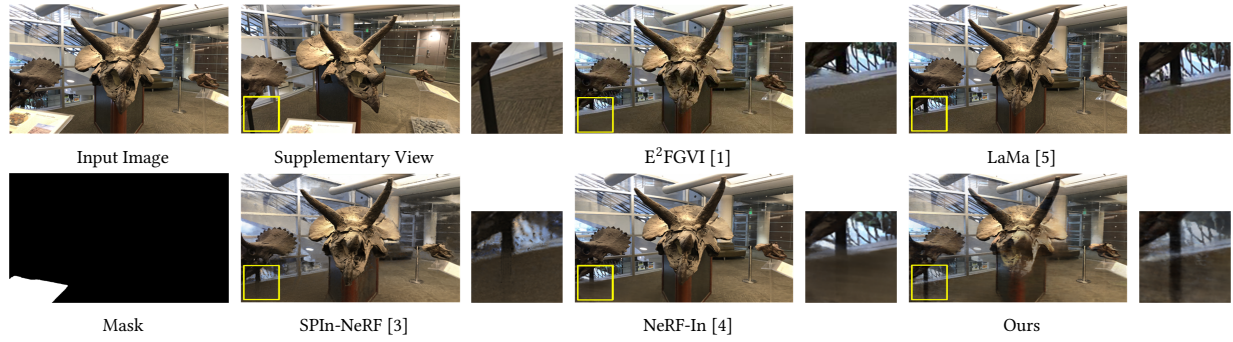 Input Image
Supplementary View
E²FGVI [1]
LaMa [5]
Mask
SPIn-NeRF [3]
NeRF-In [4]
Ours